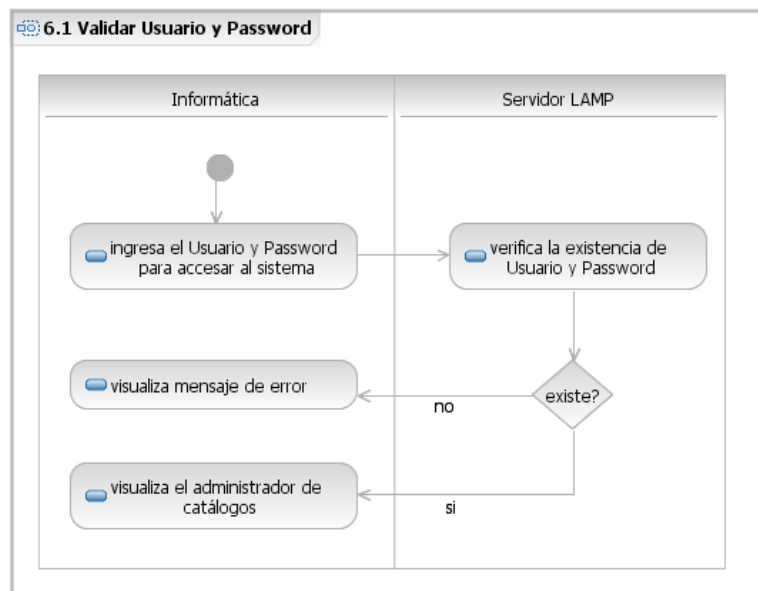 6.1 Validar Usuario y Password
Informática
Servidor LAMP
ingresa el Usuario y Password
para accesar al sistema
verifica la existencia de
Usuario y Password
visualiza mensaje de error
existe?
no
visualiza el administrador de
catálogos
si